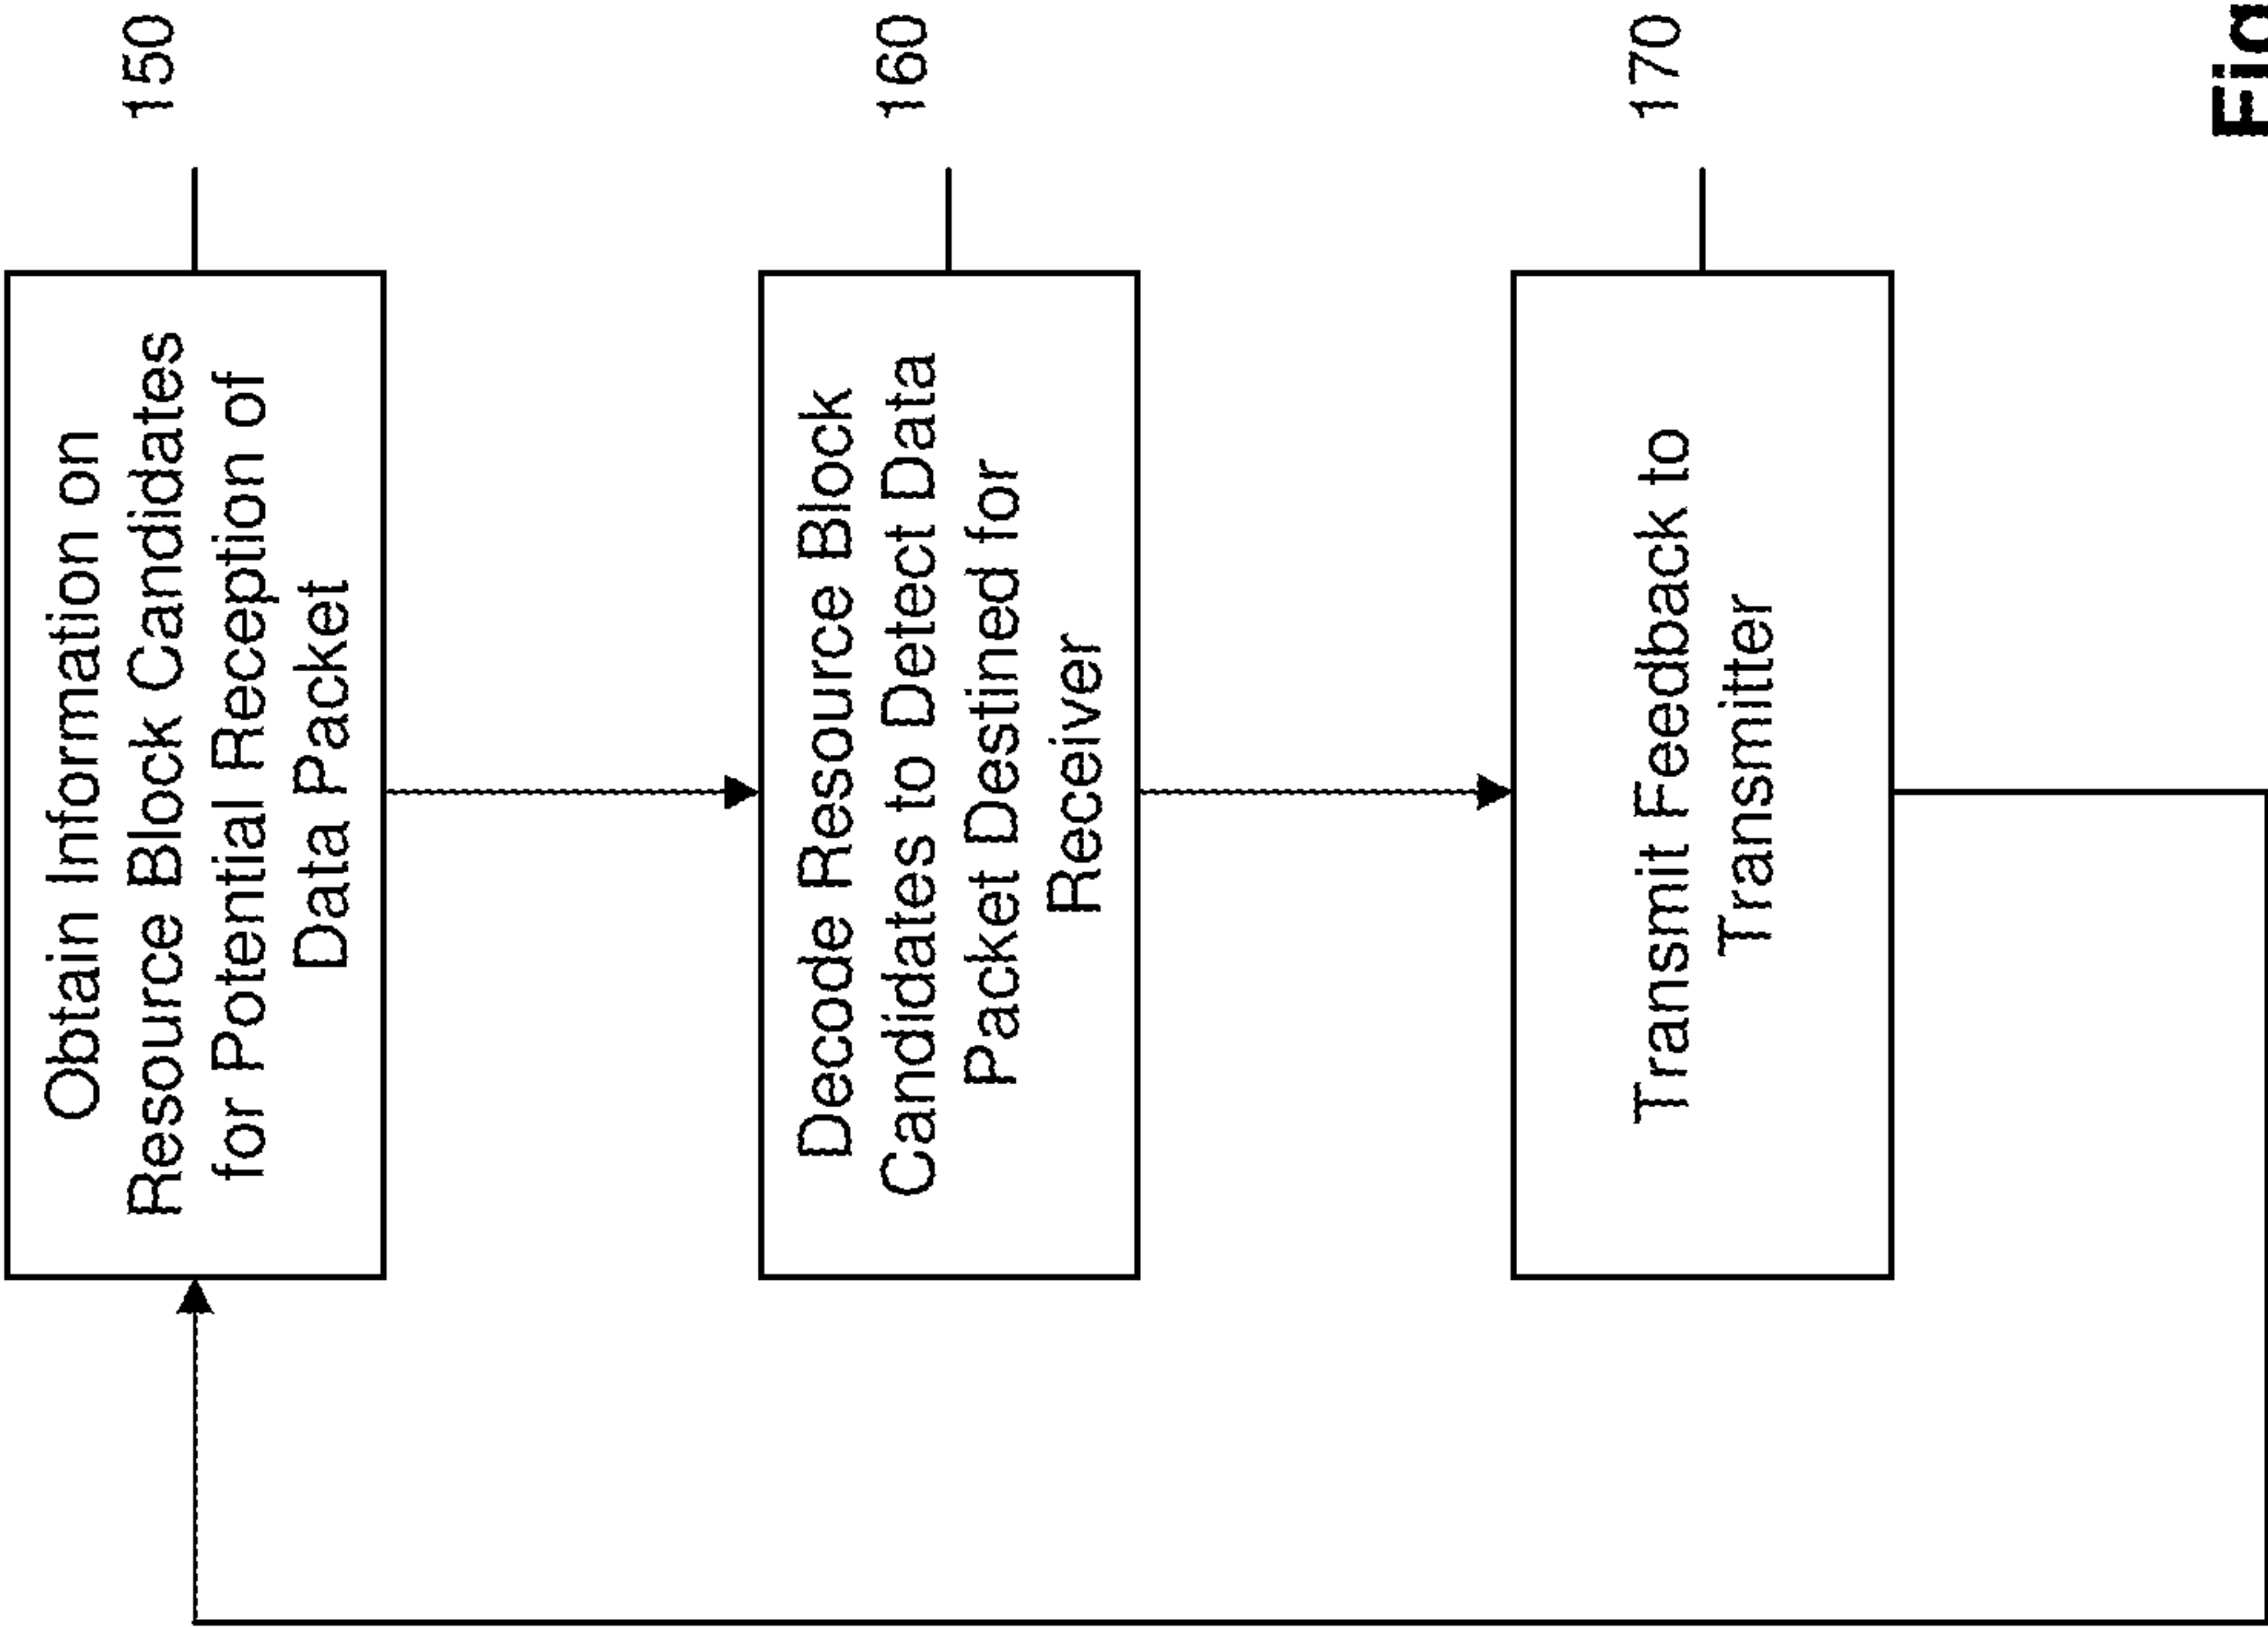 Obtain Information on
Resource Block Candidates
for Potential Reception of
Data Packet
150
Decode Resource Block
Candidates to Detect Data
Packet Destined for
Receiver
160
Transmit Feedback to
Transmitter
170
Fig